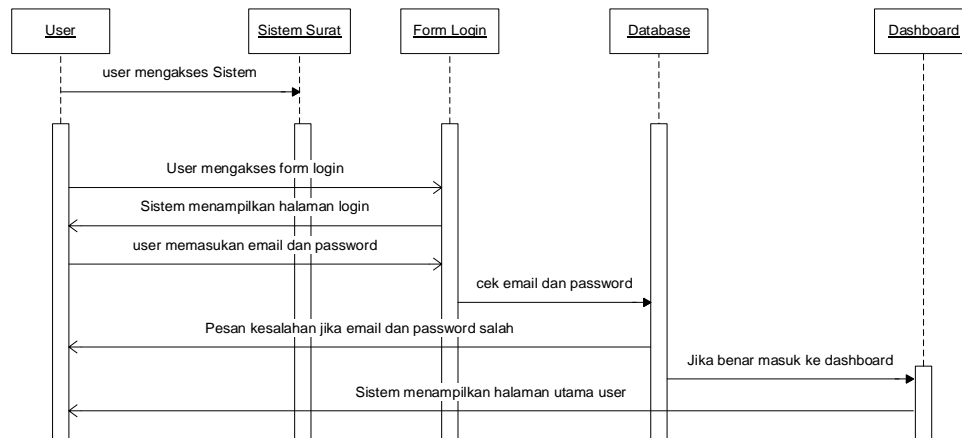 User
Sistem Surat
Form Login
Database
Dashboard
user mengakses Sistem
User mengakses form login
Sistem menampilkan halaman login
user memasukan email dan password
cek email dan password
Pesan kesalahan jika email dan password salah
Jika benar masuk ke dashboard
Sistem menampilkan halaman utama user